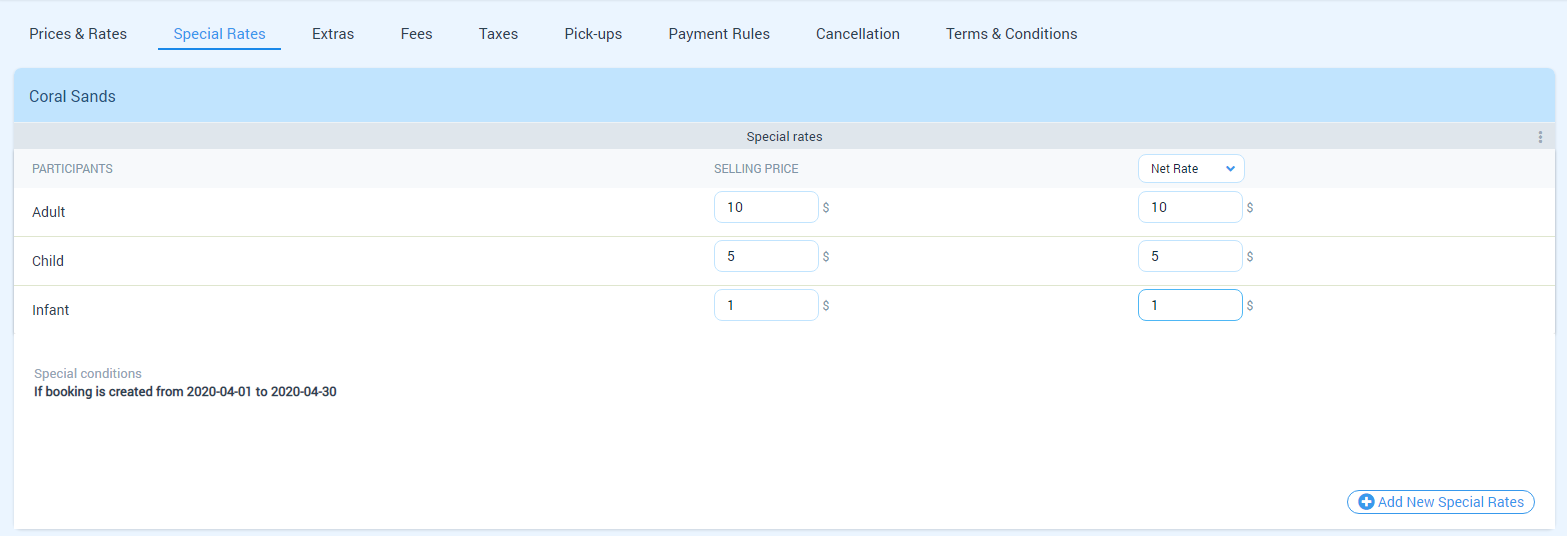 Prices & Rates Special Rates Extras Fees Taxes Pick-ups Payment Rules Cancellation Terms & Conditions
Coral Sands
Special rates
PARTICIPANTS SELLING PRICE Net Rate
Adult 10 $ 10 $
Child 5 $ 5 $
Infant 1 $ 1 $
Special conditions
If booking is created from 2020-04-01 to 2020-04-30
Add New Special Rates